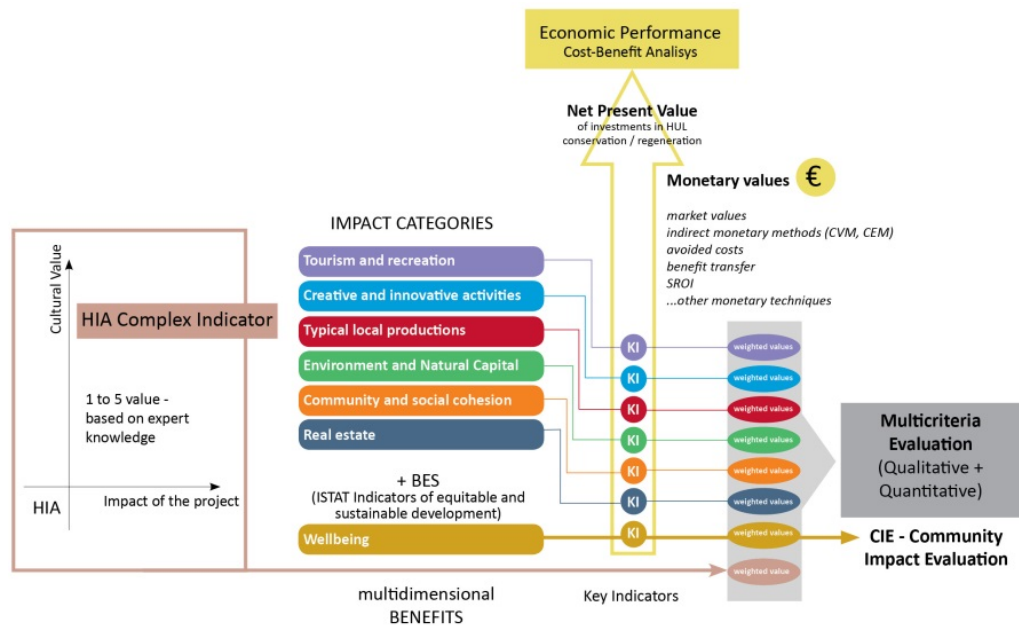 Economic Performance
Cost-Benefit Analisys
Net Present Value
of investments in HUL
conservation / regeneration
Monetary values €
market values
indirect monetary methods (CVM, CEM)
avoided costs
benefit transfer
SROI
...other monetary techniques
IMPACT CATEGORIES
Tourism and recreation
Creative and innovative activities
Typical local productions
Environment and Natural Capital
Community and social cohesion
Real estate
+ BES
(ISTAT Indicators of equitable and
sustainable development)
Wellbeing
Cultural Value
HIA Complex Indicator
1 to 5 value -
based on expert
knowledge
HIA
Impact of the project
KI
KI
KI
KI
KI
KI
KI
weighted values
weighted values
weighted values
weighted values
weighted values
weighted values
weighted values
weighted value
Multicriteria
Evaluation
(Qualitative +
Quantitative)
CIE - Community
Impact Evaluation
multidimensional
BENEFITS
Key Indicators